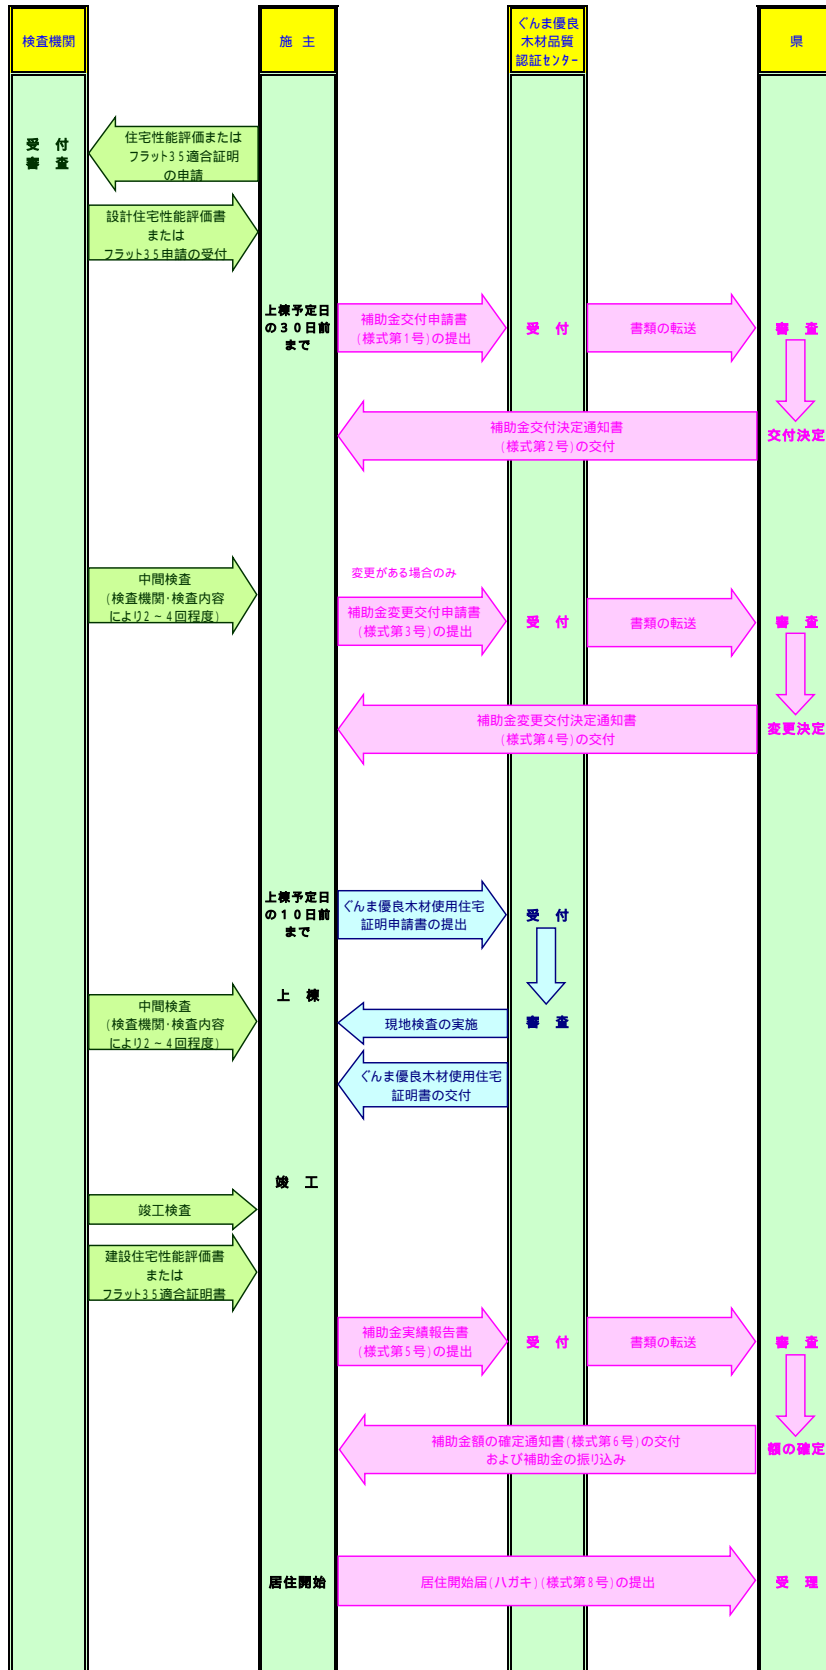 検査機関
施 主
ぐんま優良
木材品質
認証センター
県
受 付
審 査
住宅性能評価または
フラット35適合証明
の申請
設計住宅性能評価書
または
フラット35申請の受付
上棟予定日
の30日前
まで
補助金交付申請書
(様式第1号)の提出
受 付
書類の転送
審 査
補助金交付決定通知書
(様式第2号)の交付
交付決定
中間検査
(検査機関・検査内容
により2~4回程度)
変更がある場合のみ
補助金変更交付申請書
(様式第3号)の提出
受 付
書類の転送
審 査
補助金変更交付決定通知書
(様式第4号)の交付
変更決定
上棟予定日
の10日前
まで
ぐんま優良木材使用住宅
証明申請書の提出
受 付
上 棟
中間検査
(検査機関・検査内容
により2~4回程度)
現地検査の実施
審 査
ぐんま優良木材使用住宅
証明書の交付
竣 工
竣工検査
建設住宅性能評価書
または
フラット35適合証明書
補助金実績報告書
(様式第5号)の提出
受 付
書類の転送
審 査
補助金額の確定通知書(様式第6号)の交付
および補助金の振り込み
額の確定
居住開始
居住開始届(ハガキ)(様式第8号)の提出
受 理